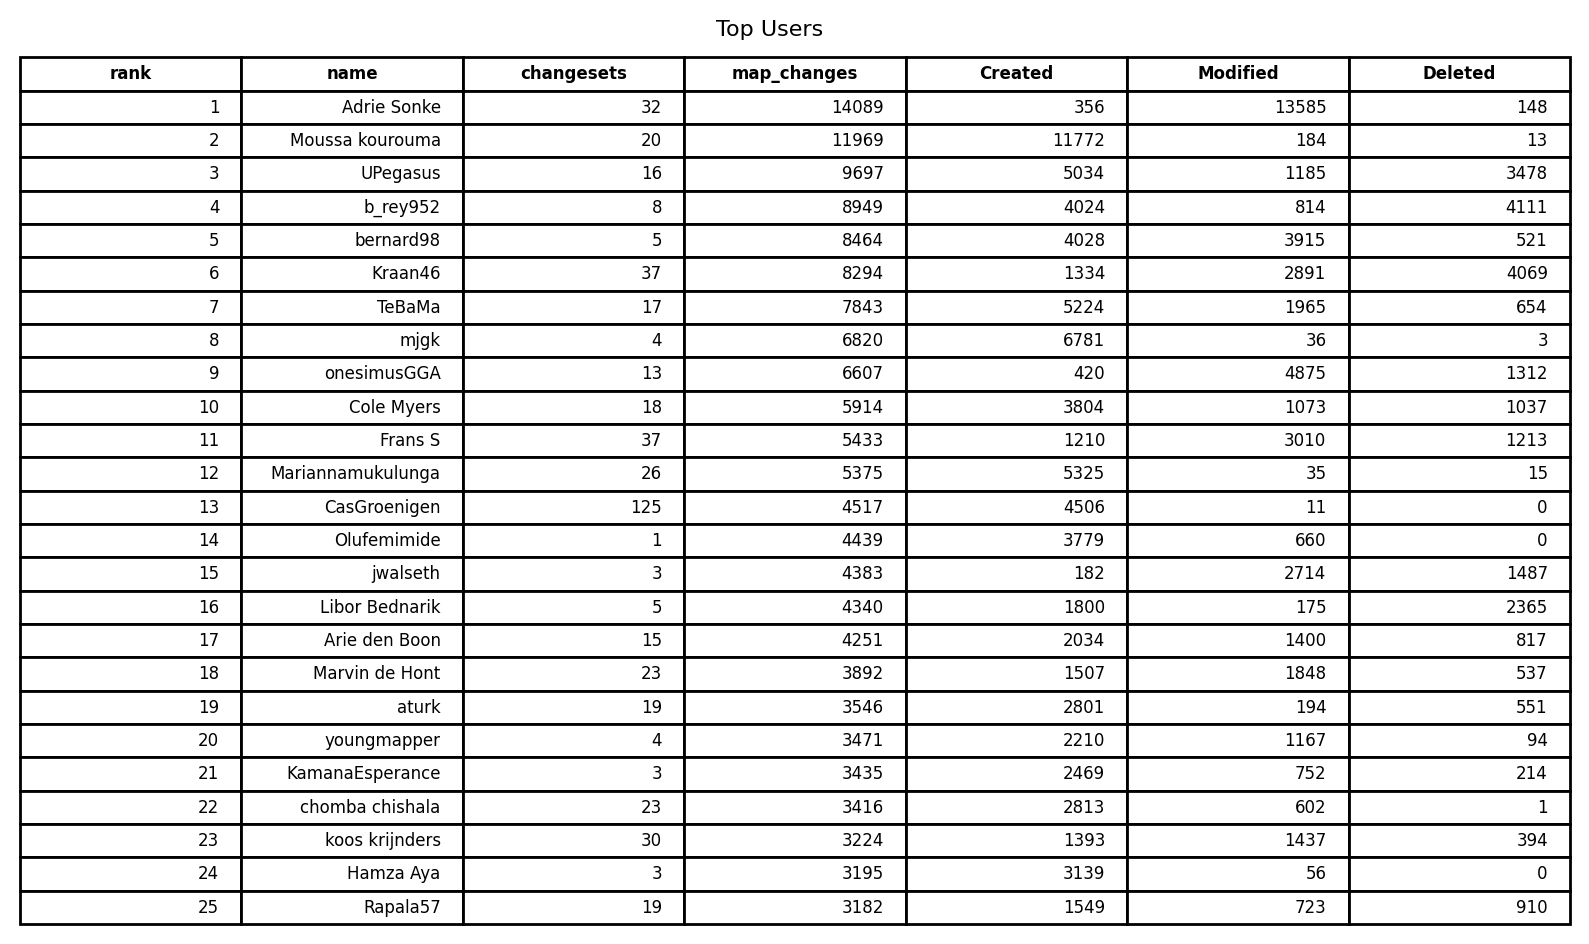 Top Users
rank name changesets map_changes Created Modified Deleted
1 Adrie Sonke 32 14089 356 13585 148
2 Moussa kourouma 20 11969 11772 184 13
3 UPegasus 16 9697 5034 1185 3478
4 b_rey952 8 8949 4024 814 4111
5 bernard98 5 8464 4028 3915 521
6 Kraan46 37 8294 1334 2891 4069
7 TeBaMa 17 7843 5224 1965 654
8 mjgk 4 6820 6781 36 3
9 onesimusGGA 13 6607 420 4875 1312
10 Cole Myers 18 5914 3804 1073 1037
11 Frans S 37 5433 1210 3010 1213
12 Mariannamukulunga 26 5375 5325 35 15
13 CasGroenigen 125 4517 4506 11 0
14 Olufemimide 1 4439 3779 660 0
15 jwalseth 3 4383 182 2714 1487
16 Libor Bednarik 5 4340 1800 175 2365
17 Arie den Boon 15 4251 2034 1400 817
18 Marvin de Hont 23 3892 1507 1848 537
19 aturk 19 3546 2801 194 551
20 youngmapper 4 3471 2210 1167 94
21 KamanaEsperance 3 3435 2469 752 214
22 chomba chishala 23 3416 2813 602 1
23 koos krijnders 30 3224 1393 1437 394
24 Hamza Aya 3 3195 3139 56 0
25 Rapala57 19 3182 1549 723 910